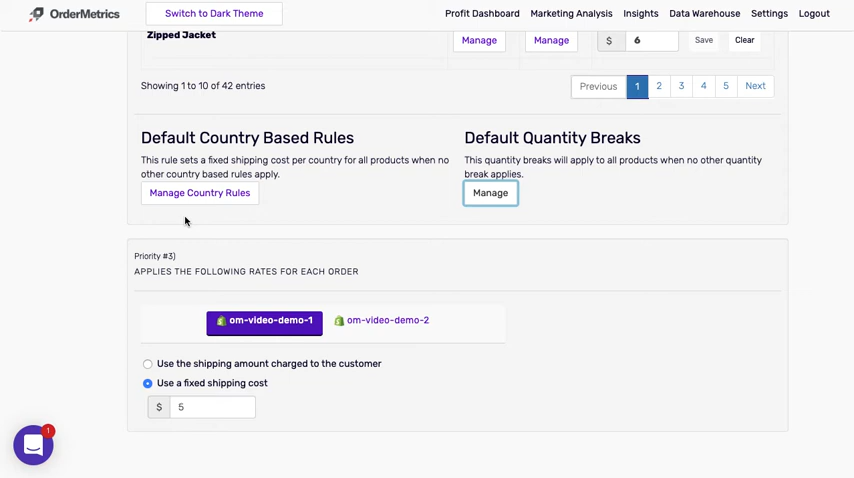 OrderMetrics
Switch to Dark Theme
Profit Dashboard Marketing Analysis Insights Data Warehouse Settings Logout
Zipped Jacket
Manage Manage $ 6 Save Clear
Showing 1 to 10 of 42 entries
Previous 1 2 3 4 5 Next
Default Country Based Rules
This rule sets a fixed shipping cost per country for all products when no
other country based rules apply.
Manage Country Rules
Default Quantity Breaks
This quantity breaks will apply to all products when no other quantity
break applies.
Manage
Priority #3)
APPLIES THE FOLLOWING RATES FOR EACH ORDER
om-video-demo-1 om-video-demo-2
Use the shipping amount charged to the customer
Use a fixed shipping cost
$ 5
1